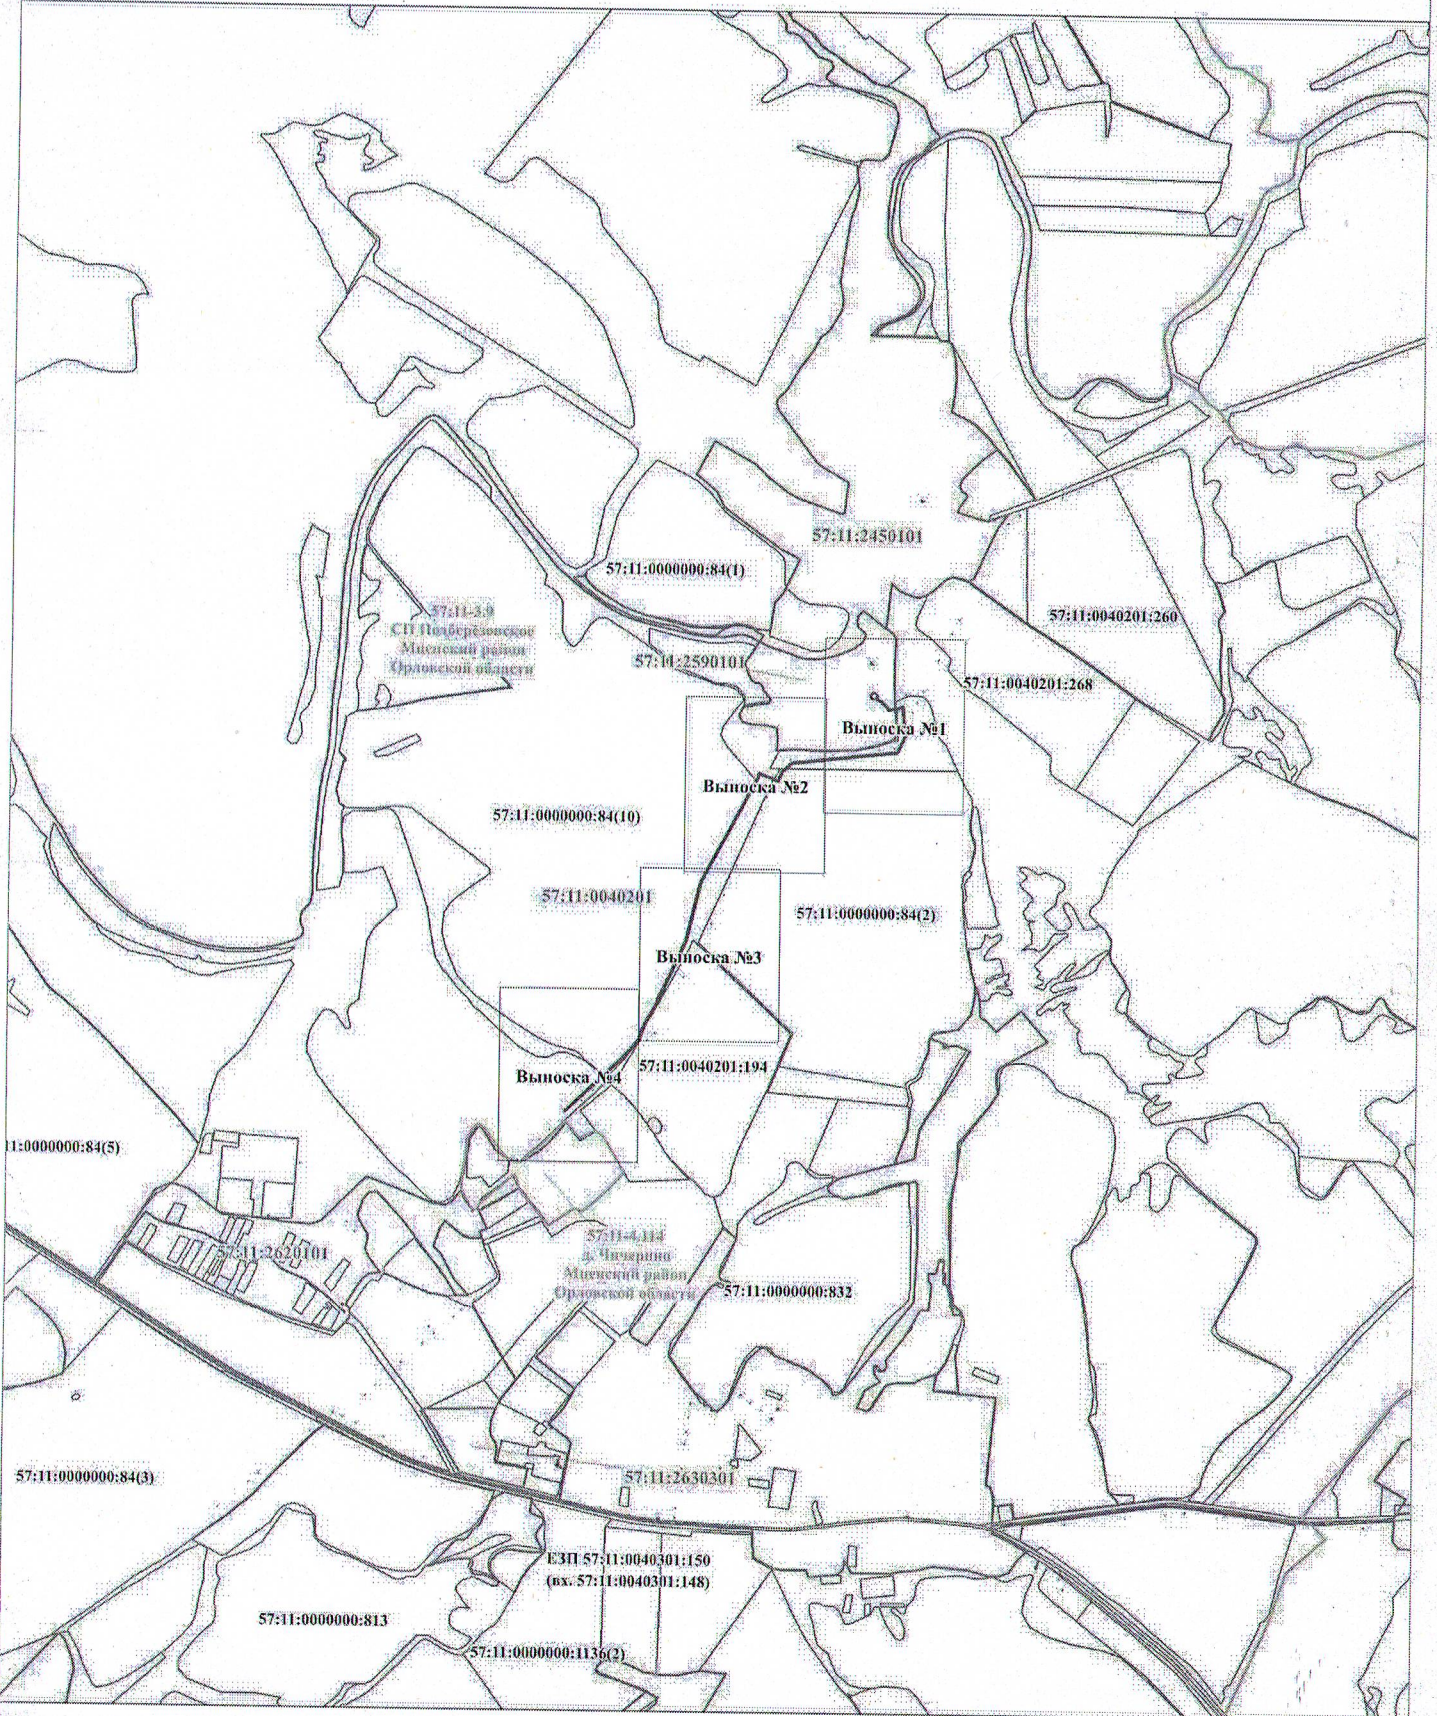 57:11:2450101
57:11:0000000:84(1)
57:11-3.9
СП Подберезовское
Мценский район
Орловской области
57:11:0040201:260
57:11:2590101
57:11:0040201:268
Выноска №1
Выноска №2
57:11:0000000:84(10)
57:11:0040201
57:11:0000000:84(2)
Выноска №3
57:11:0040201:194
Выноска №4
11:0000000:84(5)
57:11:2620101
57:11-4.114
д. Чичерино
Мценский район
Орловской области
57:11:0000000:832
57:11:0000000:84(3)
57:11:2630301
ЕЗП 57:11:0040301:150
(вх. 57:11:0040301:148)
57:11:0000000:813
57:11:0000000:1136(2)